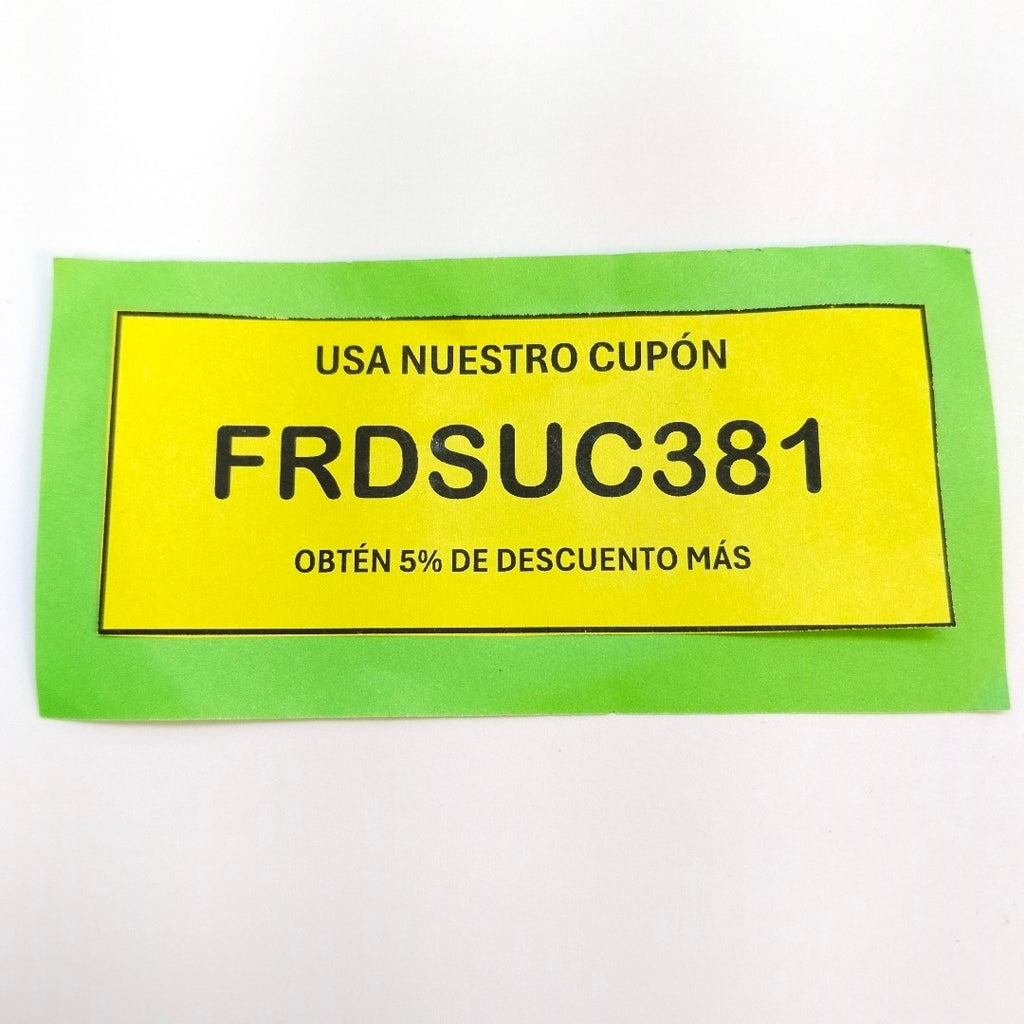 USA NUESTRO CUPÓN
FRDSUC381
OBTÉN 5% DE DESCUENTO MÁS